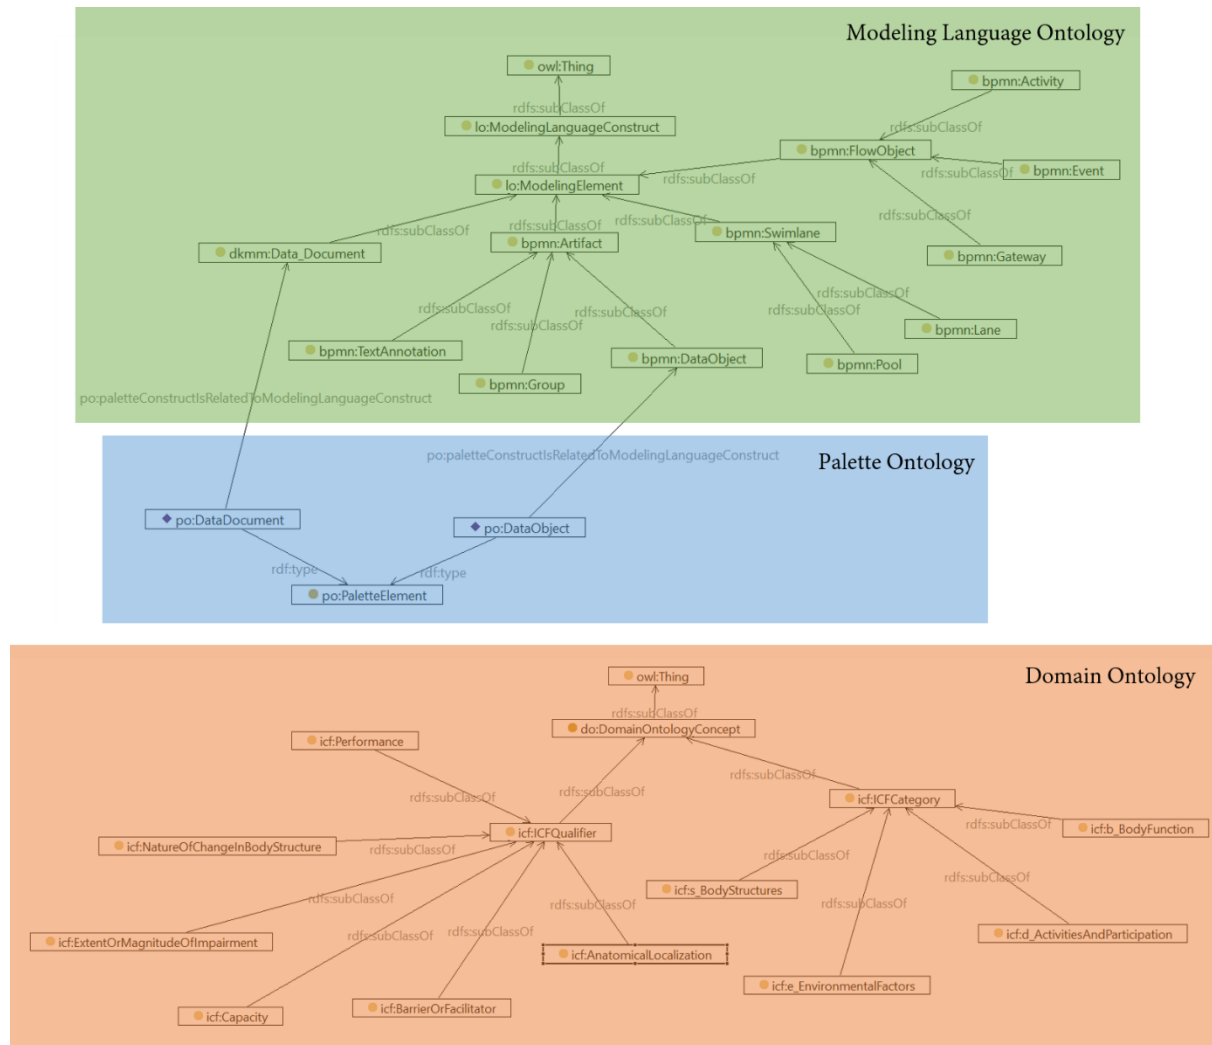 Modeling Language Ontology
owl:Thing
bpmn:Activity
rdfs:subClassOf
lo:ModelingLanguageConstruct
rdfs:subClassOf
bpmn:FlowObject
rdfs:subClassOf
bpmn:Event
rdfs:subClassOf
rdfs:subClassOf
lo:ModelingElement
rdfs:subClassOf
rdfs:subClassOf
rdfs:subClassOf
rdfs:subClassOf
rdfs:subClassOf
bpmn:Swimlane
dkmm:Data_Document
bpmn:Artifact
bpmn:Gateway
rdfs:subClassOf
rdfs:subClassOf
rdfs:subClassOf
rdfs:subClassOf
rdfs:subClassOf
bpmn:Lane
bpmn:TextAnnotation
bpmn:DataObject
bpmn:Pool
bpmn:Group
po:paletteConstructIsRelatedToModelingLanguageConstruct
po:paletteConstructIsRelatedToModelingLanguageConstruct
Palette Ontology
po:DataDocument
po:DataObject
rdf:type
rdf:type
po:PaletteElement
Domain Ontology
owl:Thing
rdfs:subClassOf
do:DomainOntologyConcept
icf:Performance
rdfs:subClassOf
rdfs:subClassOf
rdfs:subClassOf
icf:ICFCategory
icf:ICFQualifier
rdfs:subClassOf
icf:b_BodyFunction
icf:NatureOfChangeInBodyStructure
rdfs:subClassOf
rdfs:subClassOf
rdfs:subClassOf
icf:s_BodyStructures
rdfs:subClassOf
rdfs:subClassOf
rdfs:subClassOf
rdfs:subClassOf
rdfs:subClassOf
icf:ExtentOrMagnitudeOfImpairment
icf:d_ActivitiesAndParticipation
icf:AnatomicalLocalization
icf:e_EnvironmentalFactors
icf:BarrierOrFacilitator
icf:Capacity